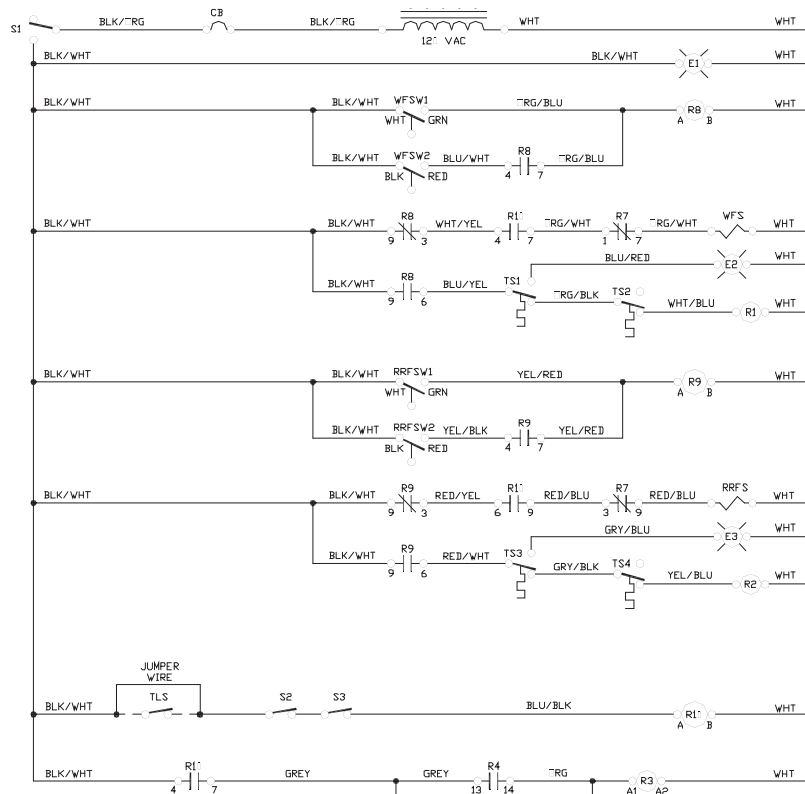 CB
S1 BLK/ORG BLK/ORG WHT WHT
120 VAC
BLK/WHT BLK/WHT E1
BLK/WHT BLK/WHT WFSW1 ORG/BLU R8 WHT
WHT GRN A B
BLK/WHT WFSW2 BLU/WHT R8 ORG/BLU
BLK RED 4 7
BLK/WHT BLK/WHT R8 WHT/YEL R10 ORG/WHT R7 ORG/WHT WFS WHT
9 3 4 7 1 7
BLU/RED E2 WHT
BLK/WHT R8 BLU/YEL TS1 ORG/BLK TS2 WHT/BLU R1 WHT
9 6
BLK/WHT BLK/WHT RRFSW1 YEL/RED R9 WHT
WHT GRN A B
BLK/WHT RRFSW2 YEL/BLK R9 YEL/RED
BLK RED 4 7
BLK/WHT BLK/WHT R9 RED/YEL R10 RED/BLU R7 RED/BLU RRFS WHT
9 3 6 9 3 9
GRY/BLU E3 WHT
BLK/WHT R9 RED/WHT TS3 GRY/BLK TS4 YEL/BLU R2 WHT
9 6
JUMPER
WIRE
BLK/WHT TLS S2 S3 BLU/BLK R10 WHT
A B
BLK/WHT R10 GREY GREY R4 ORG R3 WHT
4 7 13 14 A1 A2